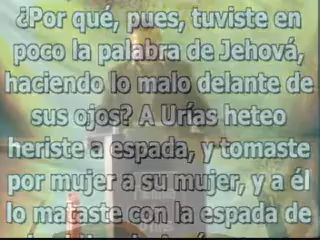 ¿Por qué, pues, tuviste en
poco la palabra de Jehová,
haciendo lo malo delante de
sus ojos? A Urías heteo
heriste a espada, y tomaste
por mujer a su mujer, y a él
lo mataste con la espada de